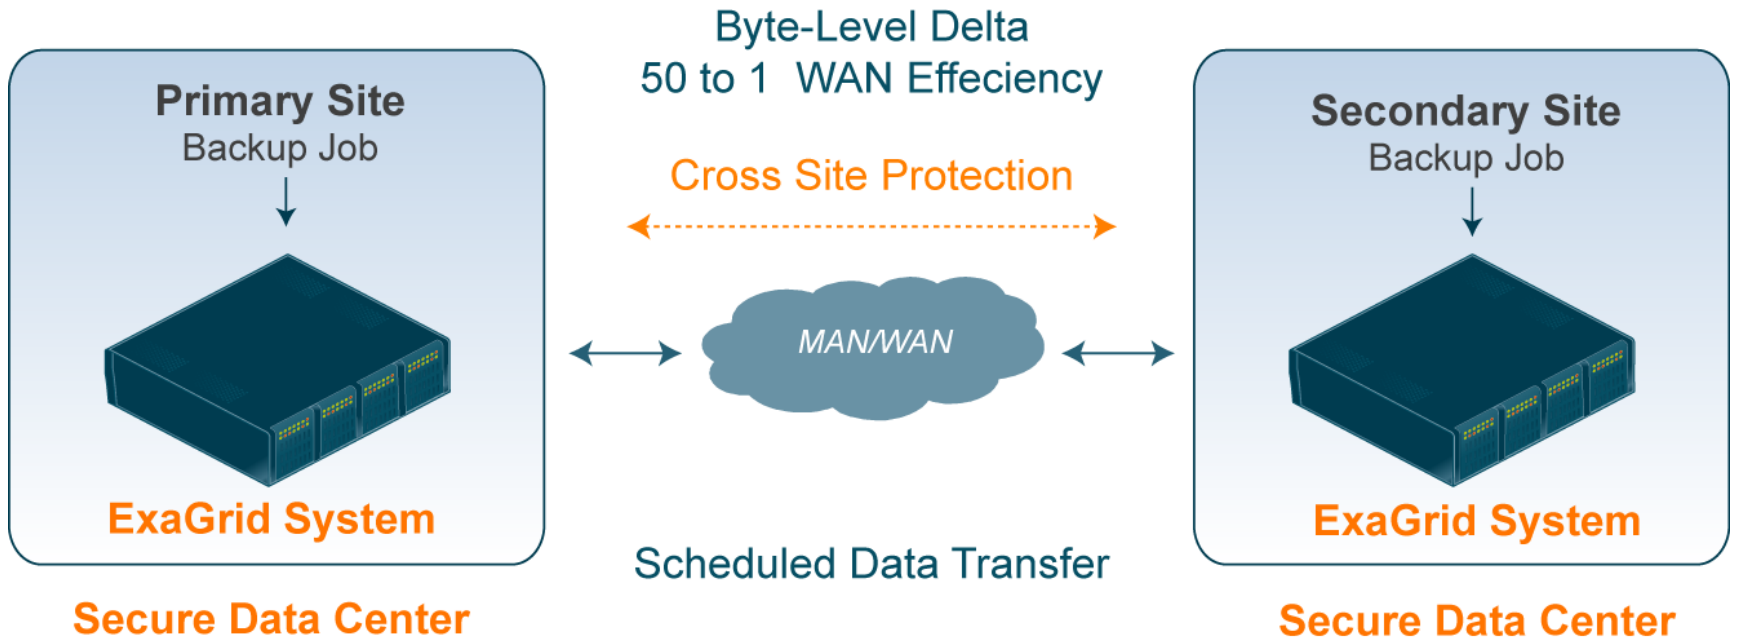 Byte-Level Delta
50 to 1 WAN Effeciency
Primary Site
Backup Job
ExaGrid System
Secure Data Center
Cross Site Protection
MAN/WAN
Scheduled Data Transfer
Secondary Site
Backup Job
ExaGrid System
Secure Data Center